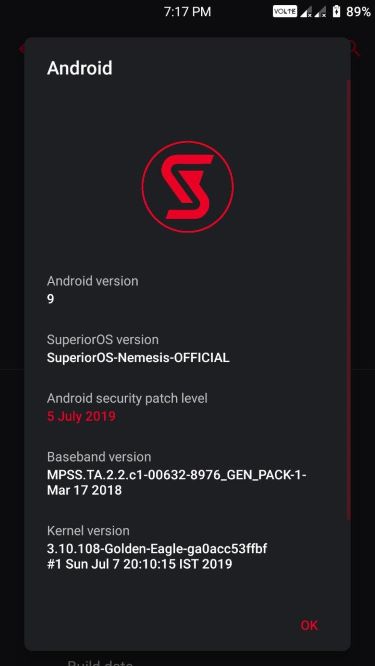 7:17 PM
VOLTE
89%
Android
Android version
9
SuperiorOS version
SuperiorOS-Nemesis-OFFICIAL
Android security patch level
5 July 2019
Baseband version
MPSS.TA.2.2.c1-00632-8976_GEN_PACK-1-
Mar 17 2018
Kernel version
3.10.108-Golden-Eagle-ga0acc53ffbf
#1 Sun Jul 7 20:10:15 IST 2019
OK
Build date